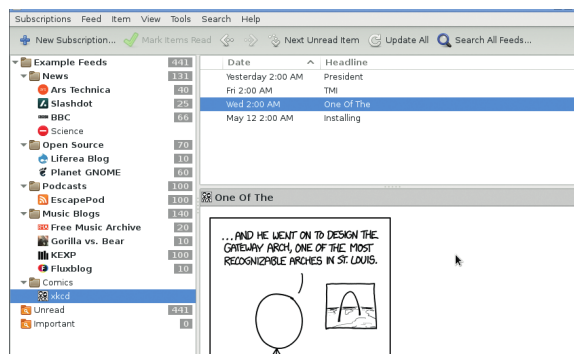 Subscriptions Feed Item View Tools Search Help
New Subscription... Mark Items Read Next Unread Item Update All Search All Feeds...
Example Feeds 441
News 131
Ars Technica 40
Slashdot 25
BBC 66
Science
Open Source 70
Liferea Blog 10
Planet GNOME 60
Podcasts 100
EscapePod 100
Music Blogs 140
Free Music Archive 20
Gorilla vs. Bear 10
KEXP 100
Fluxblog 10
Comics
xkcd
Unread 441
Important 0
Date Headline
Yesterday 2:00 AM President
Fri 2:00 AM TMI
Wed 2:00 AM One Of The
May 12 2:00 AM Installing
One Of The
...AND HE WENT ON TO DESIGN THE
GATEWAY ARCH, ONE OF THE MOST
RECOGNIZABLE ARCHES IN ST. LOUIS.